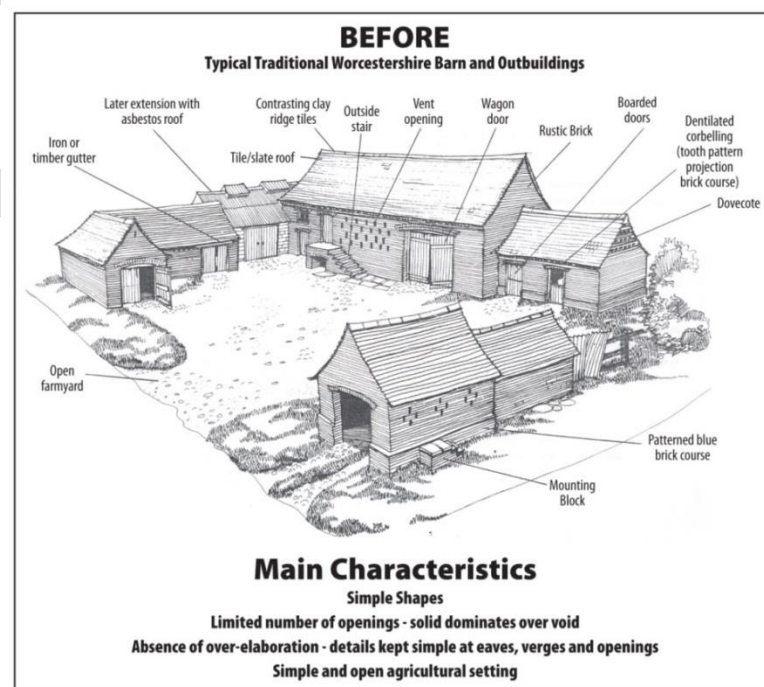 BEFORE
Typical Traditional Worcestershire Barn and Outbuildings
Later extension with
asbestos roof
Contrasting clay
ridge tiles
Outside
stair
Vent
opening
Wagon
door
Boarded
doors
Dentilated
corbelling
(tooth pattern
projection
brick course)
Iron or
timber gutter
Tile/slate roof
Rustic Brick
Dovecote
Open
farmyard
Patterned blue
brick course
Mounting
Block
Main Characteristics
Simple Shapes
Limited number of openings - solid dominates over void
Absence of over-elaboration - details kept simple at eaves, verges and openings
Simple and open agricultural setting